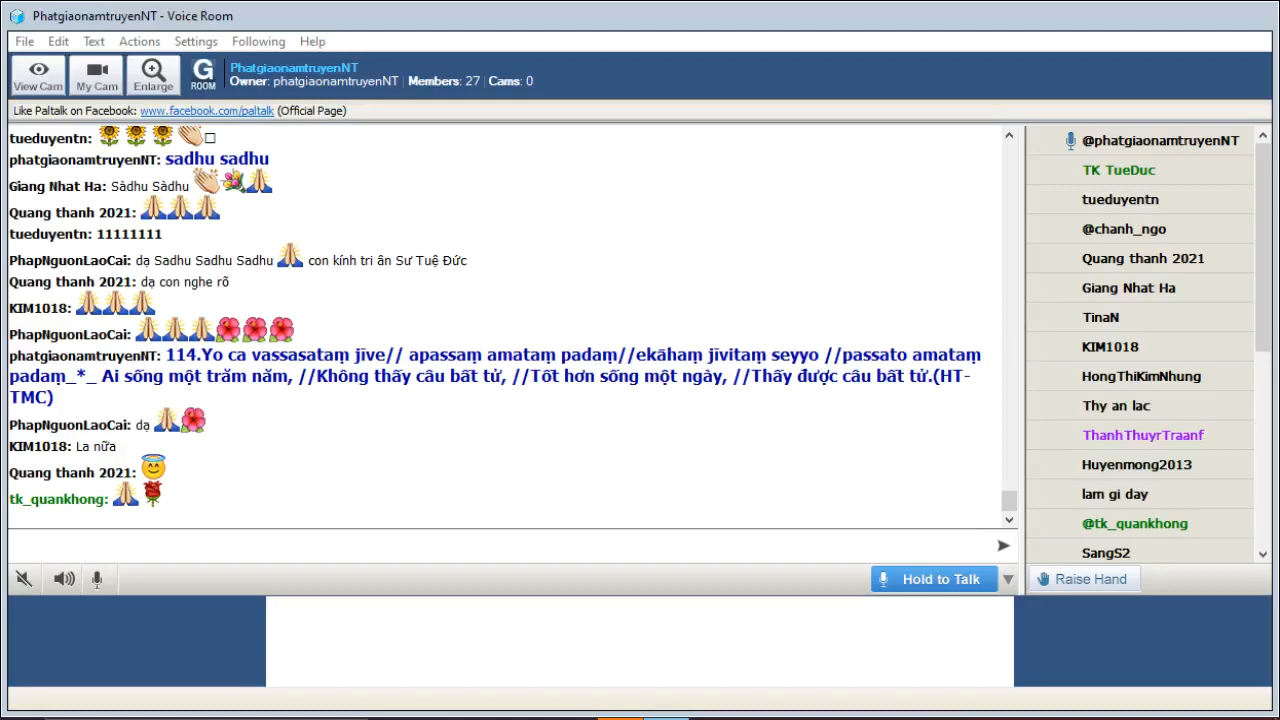 PhatgiaonamtruyenNT - Voice Room
File Edit Text Actions Settings Following Help
View Cam My Cam Enlarge G ROOM
PhatgiaonamtruyenNT
Owner: phatgiaonamtruyenNT | Members: 27 | Cams: 0
Like Paltalk on Facebook: www.facebook.com/paltalk (Official Page)
tueduyentn:
phatgiaonamtruyenNT: sadhu sadhu
Giang Nhat Ha: Sàdhu Sàdhu
Quang thanh 2021:
tueduyentn: 11111111
PhapNguonLaoCai: dạ Sadhu Sadhu Sadhu con kính tri ân Sư Tuệ Đức
Quang thanh 2021: dạ con nghe rõ
KIM1018:
PhapNguonLaoCai:
phatgiaonamtruyenNT: 114.Yo ca vassasataṃ jīve// apassaṃ amataṃ padaṃ//ekāhaṃ jīvitaṃ seyyo //passato amataṃ
padaṃ_*_ Ai sống một trăm năm, //Không thấy câu bất tử, //Tốt hơn sống một ngày, //Thấy được câu bất tử.(HT-
TMC)
PhapNguonLaoCai: dạ
KIM1018: La nữa
Quang thanh 2021:
tk_quankhong:
@phatgiaonamtruyenNT
TK TueDuc
tueduyentn
@chanh_ngo
Quang thanh 2021
Giang Nhat Ha
TinaN
KIM1018
HongThiKimNhung
Thy an lac
ThanhThuyrTraanf
Huyenmong2013
lam gi day
@tk_quankhong
SangS2
Hold to Talk
Raise Hand